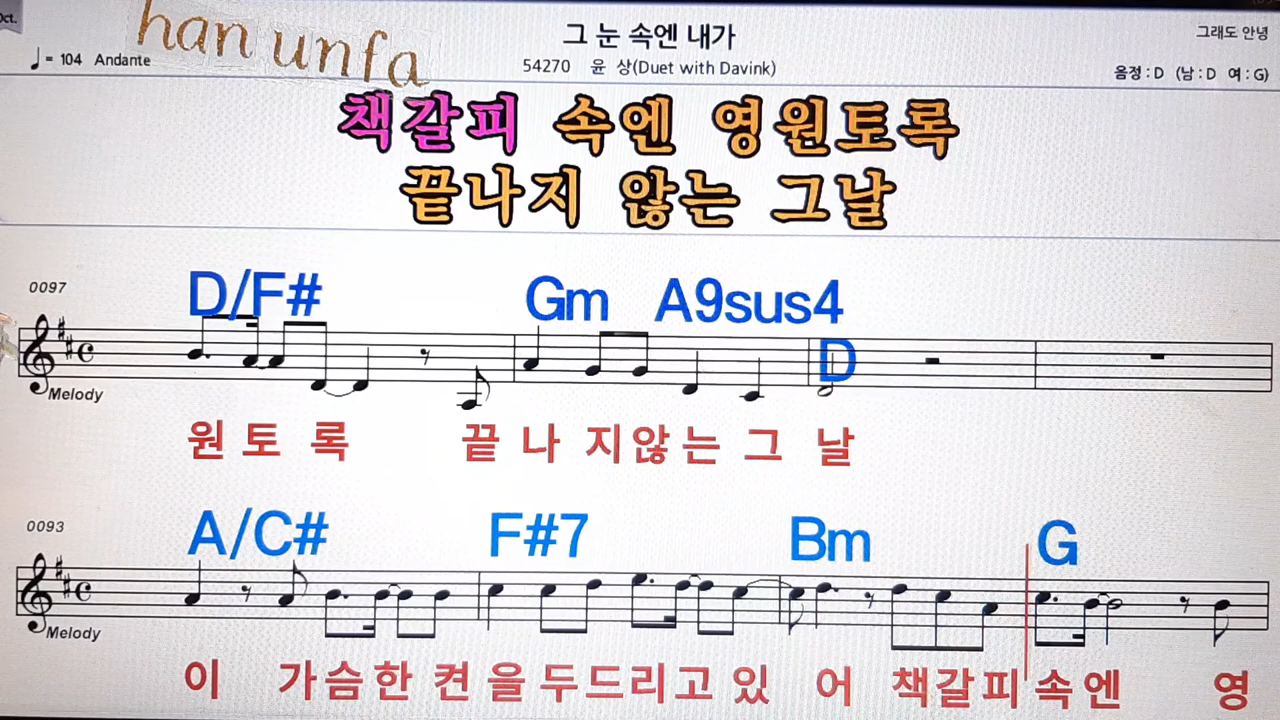 Oct.
han unfa
그 눈 속엔 내가
그래도 안녕
♩= 104 Andante
54270 윤 상(Duet with Davink)
음정 : D (남 : D 여 : G)
책갈피 속엔 영원토록
끝나지 않는 그날
0097
D/F# Gm A9sus4 D
Melody
원 토 록 끝 나 지않는 그 날
0093
A/C# F#7 Bm G
Melody
이 가슴한 켠 을두드리고 있 어 책갈피 속엔 영